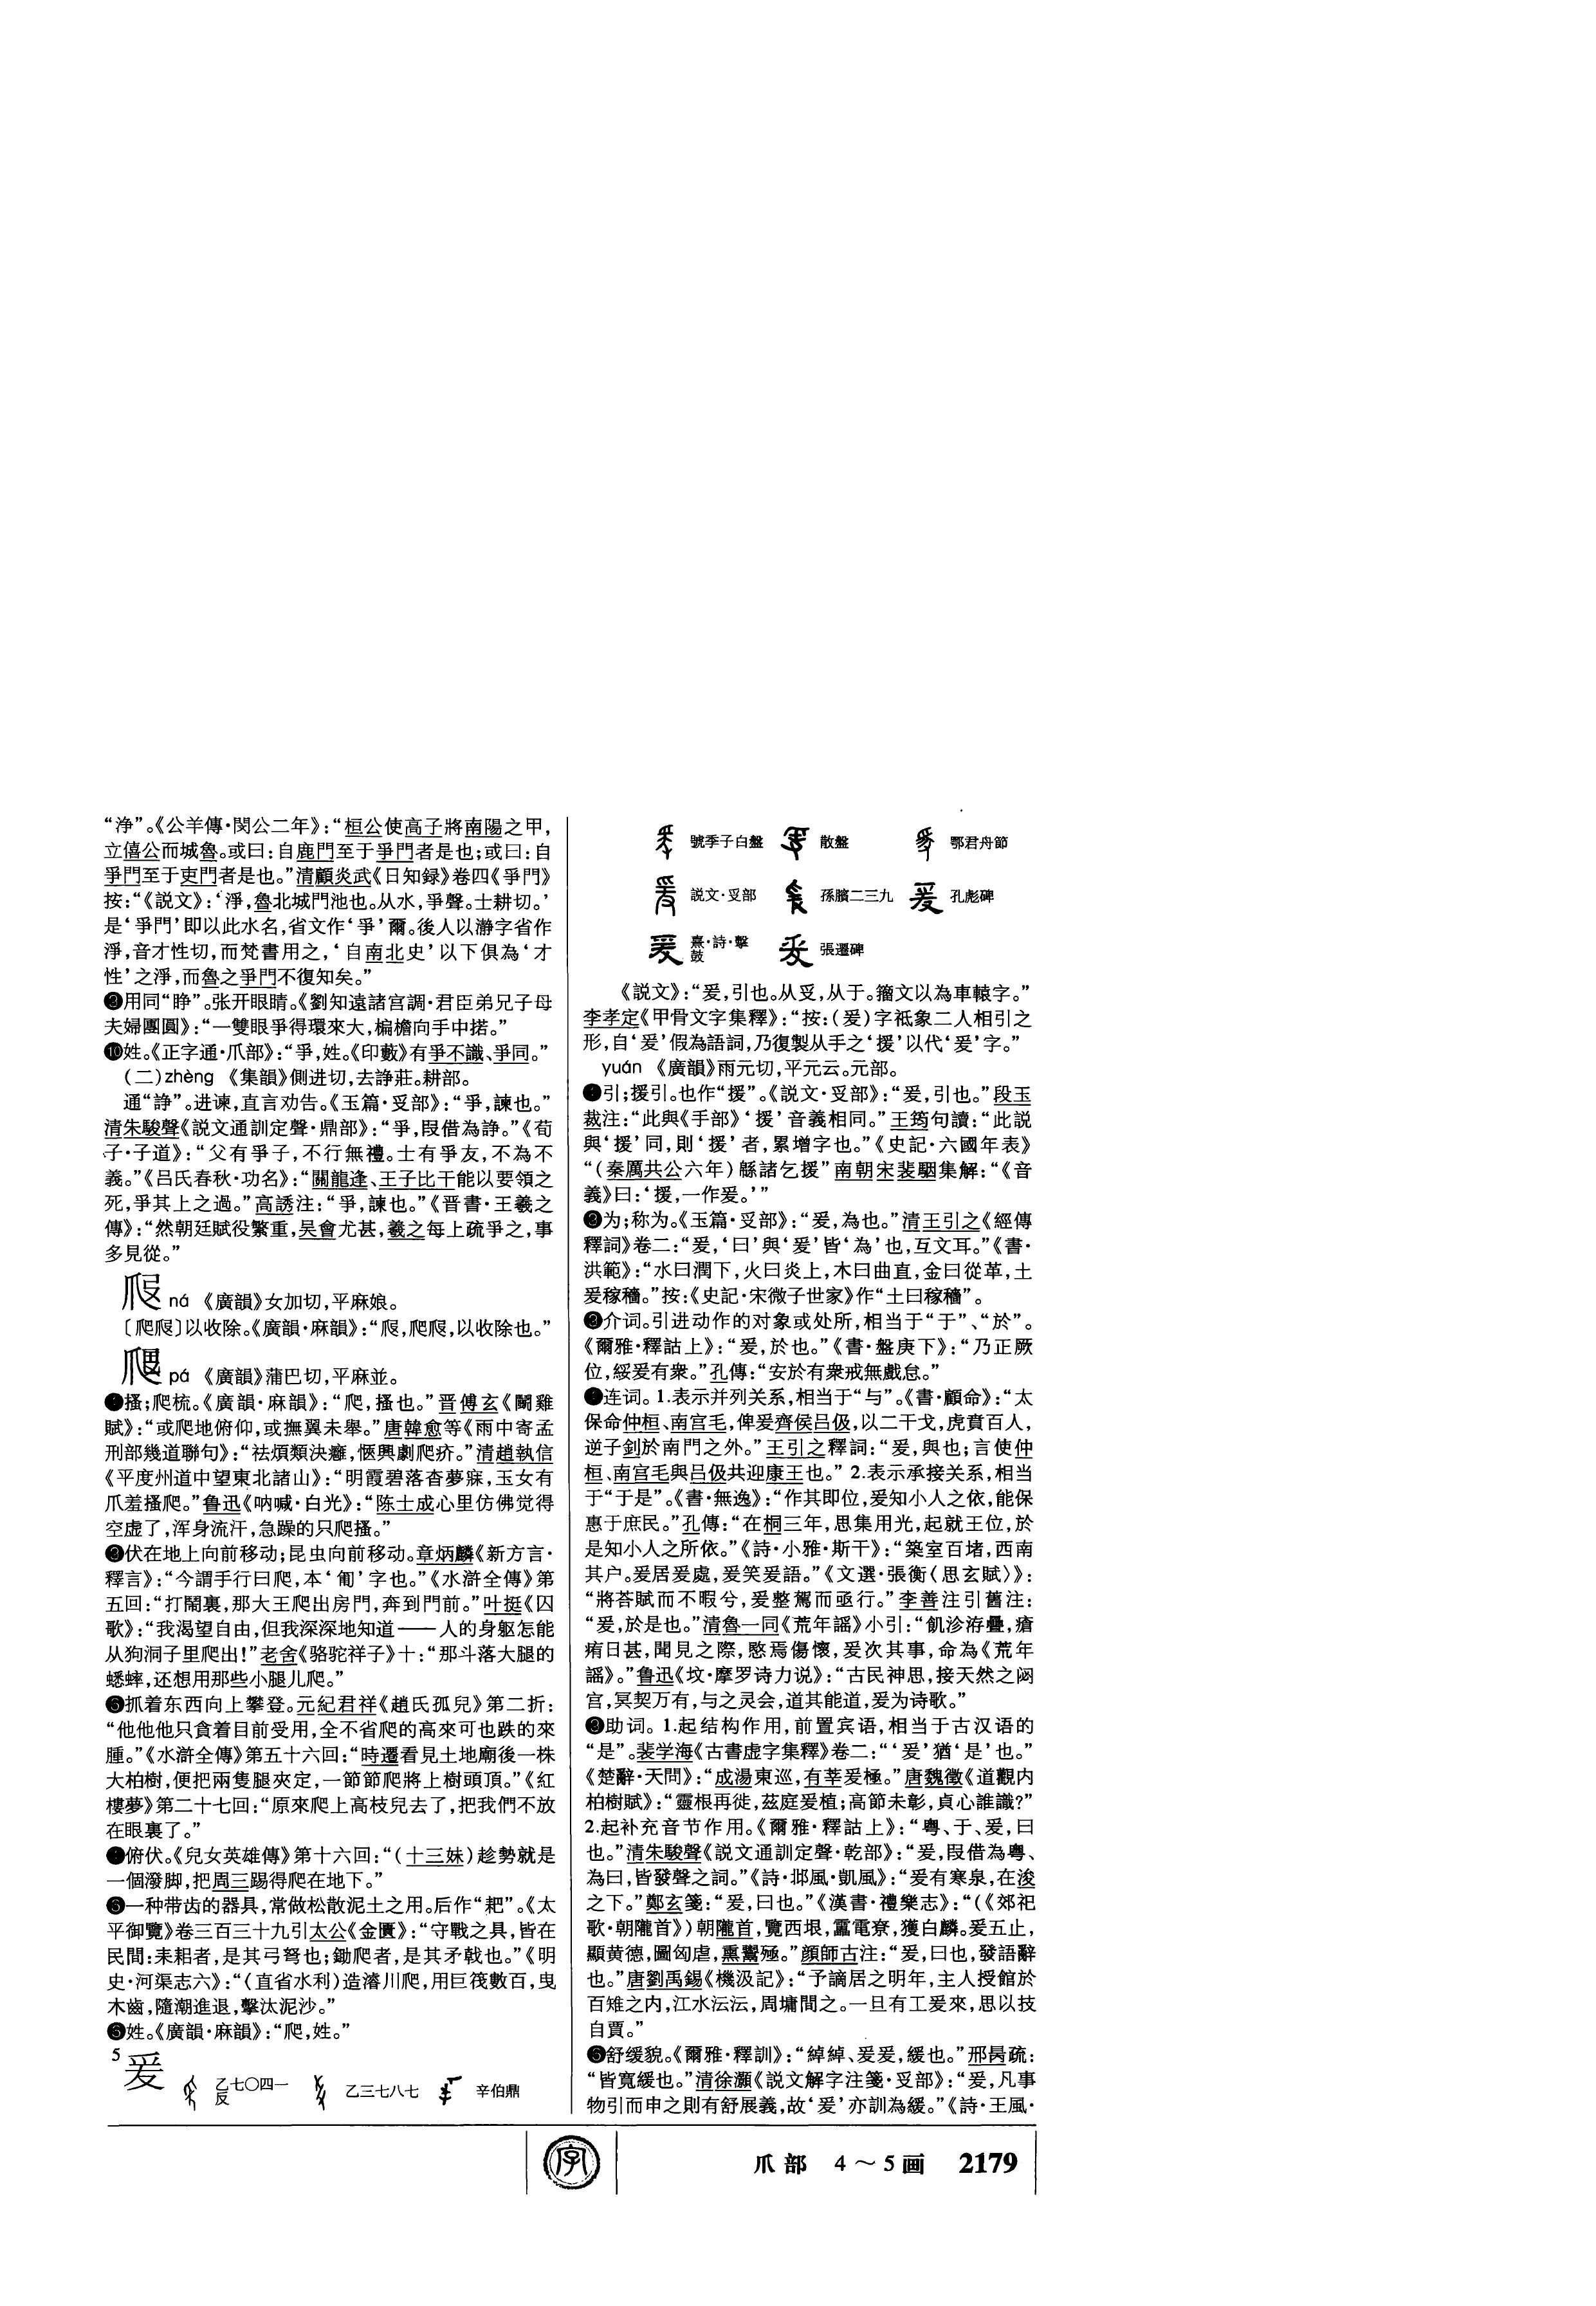 “净”。《公羊傳·閔公二年》：“桓公使高子將南陽之甲，
立僖公而城魯。或曰：自鹿門至于爭門者是也；或曰：自
爭門至于吏門者是也。”清顧炎武《日知録》卷四《爭門》
按：“《説文》：‘淨，魯北城門池也。从水，爭聲。士耕切。’
是‘爭門’即以此水名，省文作‘爭’爾。後人以瀞字省作
淨，音才性切，而梵書用之，‘自南北史’以下俱為‘才
性’之淨，而魯之爭門不復知矣。”
用同“睁”。张开眼睛。《劉知遠諸宫調·君臣弟兄子母
夫婦團圓》：“一雙眼爭得環來大，楄檐向手中掿。”
⑩姓。《正字通·爪部》：“爭，姓。《印藪》有爭不識、爭同。”
（二）zhèng 《集韻》側迸切，去諍莊。耕部。
通“諍”。进谏，直言劝告。《玉篇·𠬪部》：“爭，諫也。”
清朱駿聲《説文通訓定聲·鼎部》：“爭，叚借為諍。”《荀
子·子道》：“父有爭子，不行無禮。士有爭友，不為不
義。”《吕氏春秋·功名》：“關龍逄、王子比干能以要領之
死，爭其上之過。”高誘注：“爭，諫也。”《晋書·王羲之
傳》：“然朝廷賦役繁重，吴會尤甚，羲之每上疏爭之，事
多見從。”
ná 《廣韻》女加切，平麻娘。
〔爬㸱〕以收除。《廣韻·麻韻》：“㸱，爬㸱，以收除也。”
爬 pá 《廣韻》蒲巴切，平麻並。
搔；爬梳。《廣韻·麻韻》：“爬，搔也。”晋傅玄《鬭雞
賦》：“或爬地俯仰，或撫翼未舉。”唐韓愈等《雨中寄孟
刑部幾道聯句》：“祛煩類決癰，愜興劇爬疥。”清趙執信
《平度州道中望東北諸山》：“明霞碧落杳夢寐，玉女有
爪羞搔爬。”鲁迅《呐喊·白光》：“陈士成心里仿佛觉得
空虚了，浑身流汗，急躁的只爬搔。”
伏在地上向前移动；昆虫向前移动。章炳麟《新方言·
釋言》：“今謂手行曰爬，本‘匍’字也。”《水滸全傳》第
五回：“打鬧裏，那大王爬出房門，奔到門前。”叶挺《囚
歌》：“我渴望自由，但我深深地知道——人的身躯怎能
从狗洞子里爬出！”老舍《骆驼祥子》十：“那斗落大腿的
蟋蟀，还想用那些小腿儿爬。”
抓着东西向上攀登。元紀君祥《趙氏孤兒》第二折：
“他他他只貪着目前受用，全不省爬的高來可也跌的來
腫。”《水滸全傳》第五十六回：“時遷看見土地廟後一株
大柏樹，便把兩隻腿夾定，一節節爬將上樹頭頂。”《紅
樓夢》第二十七回：“原來爬上高枝兒去了，把我們不放
在眼裏了。”
俯伏。《兒女英雄傳》第十六回：“（十三妹）趁勢就是
一個潑脚，把周三踢得爬在地下。”
一种带齿的器具，常做松散泥土之用。后作“耙”。《太
平御覽》卷三百三十九引太公《金匱》：“守戰之具，皆在
民間：耒耜者，是其弓弩也；鋤爬者，是其矛戟也。”《明
史·河渠志六》：“（直省水利）造濬川爬，用巨筏數百，曳
木齒，隨潮進退，擊汰泥沙。”
姓。《廣韻·麻韻》：“爬，姓。”
5
爰 乙七〇四一反 乙三七八七 辛伯鼎
虢季子白盤 散盤 鄂君舟節
説文·𠬪部 孫臏二三九 孔彪碑
熹·詩·擊鼓 張遷碑
《説文》：“爰，引也。从𠬪，从于。籀文以為車轅字。”
李孝定《甲骨文字集釋》：“按：（爰）字祇象二人相引之
形，自‘爰’假為語詞，乃復製从手之‘援’以代‘爰’字。”
yuán 《廣韻》雨元切，平元云。元部。
引；援引。也作“援”。《説文·𠬪部》：“爰，引也。”段玉
裁注：“此與《手部》‘援’音義相同。”王筠句讀：“此説
與‘援’同，則‘援’者，累增字也。”《史記·六國年表》
“（秦厲共公六年）緜諸乞援”南朝宋裴駰集解：“《音
義》曰：‘援，一作爰。’”
为；称为。《玉篇·𠬪部》：“爰，為也。”清王引之《經傳
釋詞》卷二：“爰，‘曰’與‘爰’皆‘為’也，互文耳。”《書·
洪範》：“水曰潤下，火曰炎上，木曰曲直，金曰從革，土
爰稼穡。”按：《史記·宋微子世家》作“土曰稼穡”。
介词。引进动作的对象或处所，相当于“于”、“於”。
《爾雅·釋詁上》：“爰，於也。”《書·盤庚下》：“乃正厥
位，綏爰有衆。”孔傳：“安於有衆戒無戲怠。”
连词。1.表示并列关系，相当于“与”。《書·顧命》：“太
保命仲桓、南宫毛，俾爰齊侯吕伋，以二干戈，虎賁百人，
逆子釗於南門之外。”王引之釋詞：“爰，與也；言使仲
桓、南宫毛與吕伋共迎康王也。”2.表示承接关系，相当
于“于是”。《書·無逸》：“作其即位，爰知小人之依，能保
惠于庶民。”孔傳：“在桐三年，思集用光，起就王位，於
是知小人之所依。”《詩·小雅·斯干》：“築室百堵，西南
其户。爰居爰處，爰笑爰語。”《文選·張衡〈思玄賦〉》：
“將荅賦而不暇兮，爰整駕而亟行。”李善注引舊注：
“爰，於是也。”清魯一同《荒年謡》小引：“飢沴洊疊，瘡
痏日甚，聞見之際，愍焉傷懷，爰次其事，命為《荒年
謡》。”鲁迅《坟·摩罗诗力说》：“古民神思，接天然之閟
宫，冥契万有，与之灵会，道其能道，爰为诗歌。”
助词。1.起结构作用，前置宾语，相当于古汉语的
“是”。裴学海《古書虚字集釋》卷二：“‘爰’猶‘是’也。”
《楚辭·天問》：“成湯東巡，有莘爰極。”唐魏徵《道觀内
柏樹賦》：“靈根再徙，茲庭爰植；高節未彰，貞心誰識？”
2.起补充音节作用。《爾雅·釋詁上》：“粤、于、爰，曰
也。”清朱駿聲《説文通訓定聲·乾部》：“爰，叚借為粤、
為曰，皆發聲之詞。”《詩·邶風·凱風》：“爰有寒泉，在浚
之下。”鄭玄箋：“爰，曰也。”《漢書·禮樂志》：“（《郊祀
歌·朝隴首》）朝隴首，覽西垠，靁電尞，獲白麟。爰五止，
顯黄德，圖匈虐，熏鬻殛。”顔師古注：“爰，曰也，發語辭
也。”唐劉禹錫《機汲記》：“予謫居之明年，主人授館於
百雉之内，江水沄沄，周墉間之。一旦有工爰來，思以技
自賈。”
舒缓貌。《爾雅·釋訓》：“綽綽、爰爰，緩也。”邢昺疏：
“皆寬緩也。”清徐灝《説文解字注箋·𠬪部》：“爰，凡事
物引而申之則有舒展義，故‘爰’亦訓為緩。”《詩·王風·
字
爪部 4～5画 2179